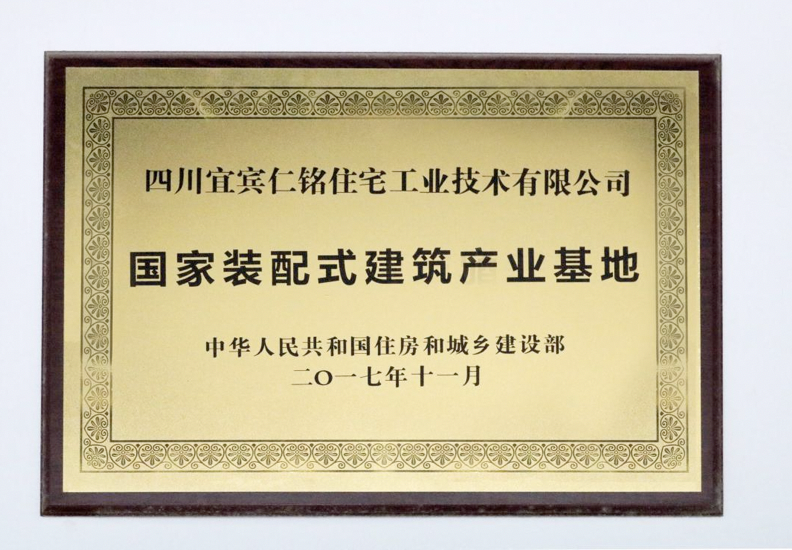 四川宜宾仁铭住宅工业技术有限公司
国家装配式建筑产业基地
中华人民共和国住房和城乡建设部
二〇一七年十一月